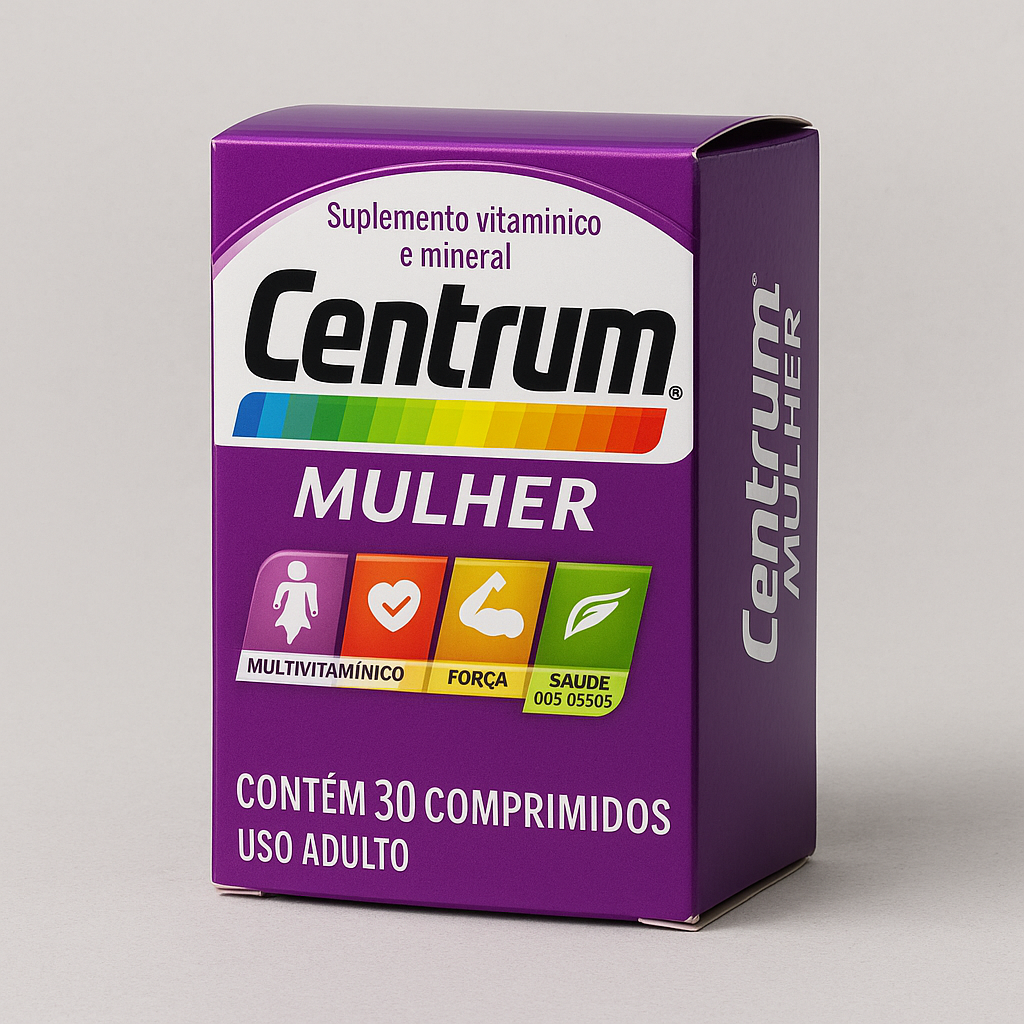 Suplemento vitaminico
e mineral
Centrum®
MULHER
MULTIVITAMÍNICO
FORÇA
SAUDE
005 05505
CONTÉM 30 COMPRIMIDOS
USO ADULTO
Centrum®
MULHER